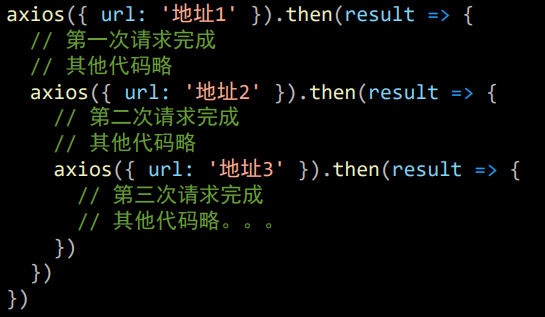 axios({ url: '地址1' }).then(result => {
  // 第一次请求完成
  // 其他代码略
  axios({ url: '地址2' }).then(result => {
    // 第二次请求完成
    // 其他代码略
    axios({ url: '地址3' }).then(result => {
      // 第三次请求完成
      // 其他代码略。。。
    })
  })
})